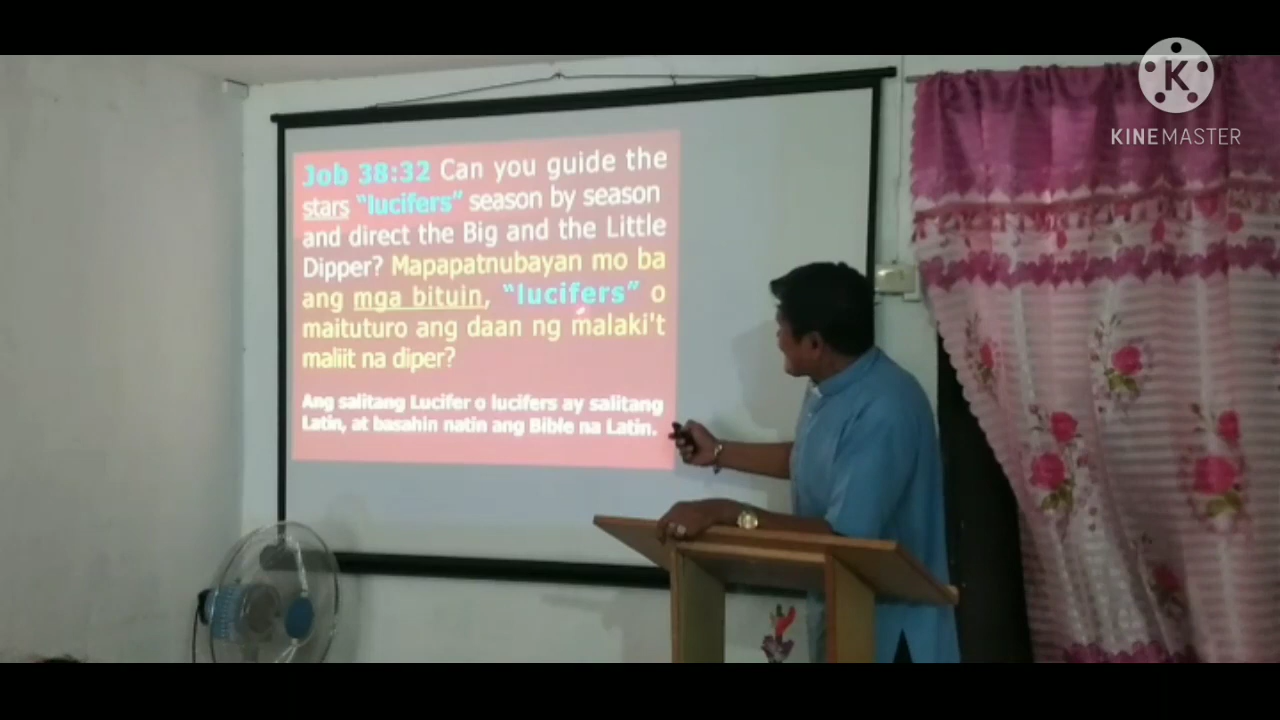 Job 38:32 Can you guide the
stars “lucifers” season by season
and direct the Big and the Little
Dipper? Mapapatnubayan mo ba
ang mga bituin, “lucifers” o
maituturo ang daan ng malaki't
maliit na diper?
Ang salitang Lucifer o lucifers ay salitang
Latin, at basahin natin ang Bible na Latin.
K
KINEMASTER